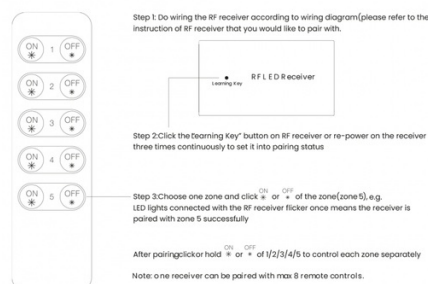 Step 1: Do wiring the RF receiver according to wiring diagram(please refer to the
instruction of RF receiver that you would like to pair with.
ON 1 OFF
RF LED Receiver
Learning Key
ON 2 OFF
Step 2:Click the "Learning Key" button on RF receiver or re-power on the receiver
three times continuously to set it into pairing status
ON 3 OFF
ON 4 OFF
ON 5 OFF
Step 3:Choose one zone and click ON or OFF of the zone(zone 5), e.g.
LED lights connected with the RF receiver flicker once means the receiver is
paired with zone 5 successfully
After pairingclickor hold ON or OFF of 1/2/3/4/5 to control each zone separately
Note: one receiver can be paired with max 8 remote controls.